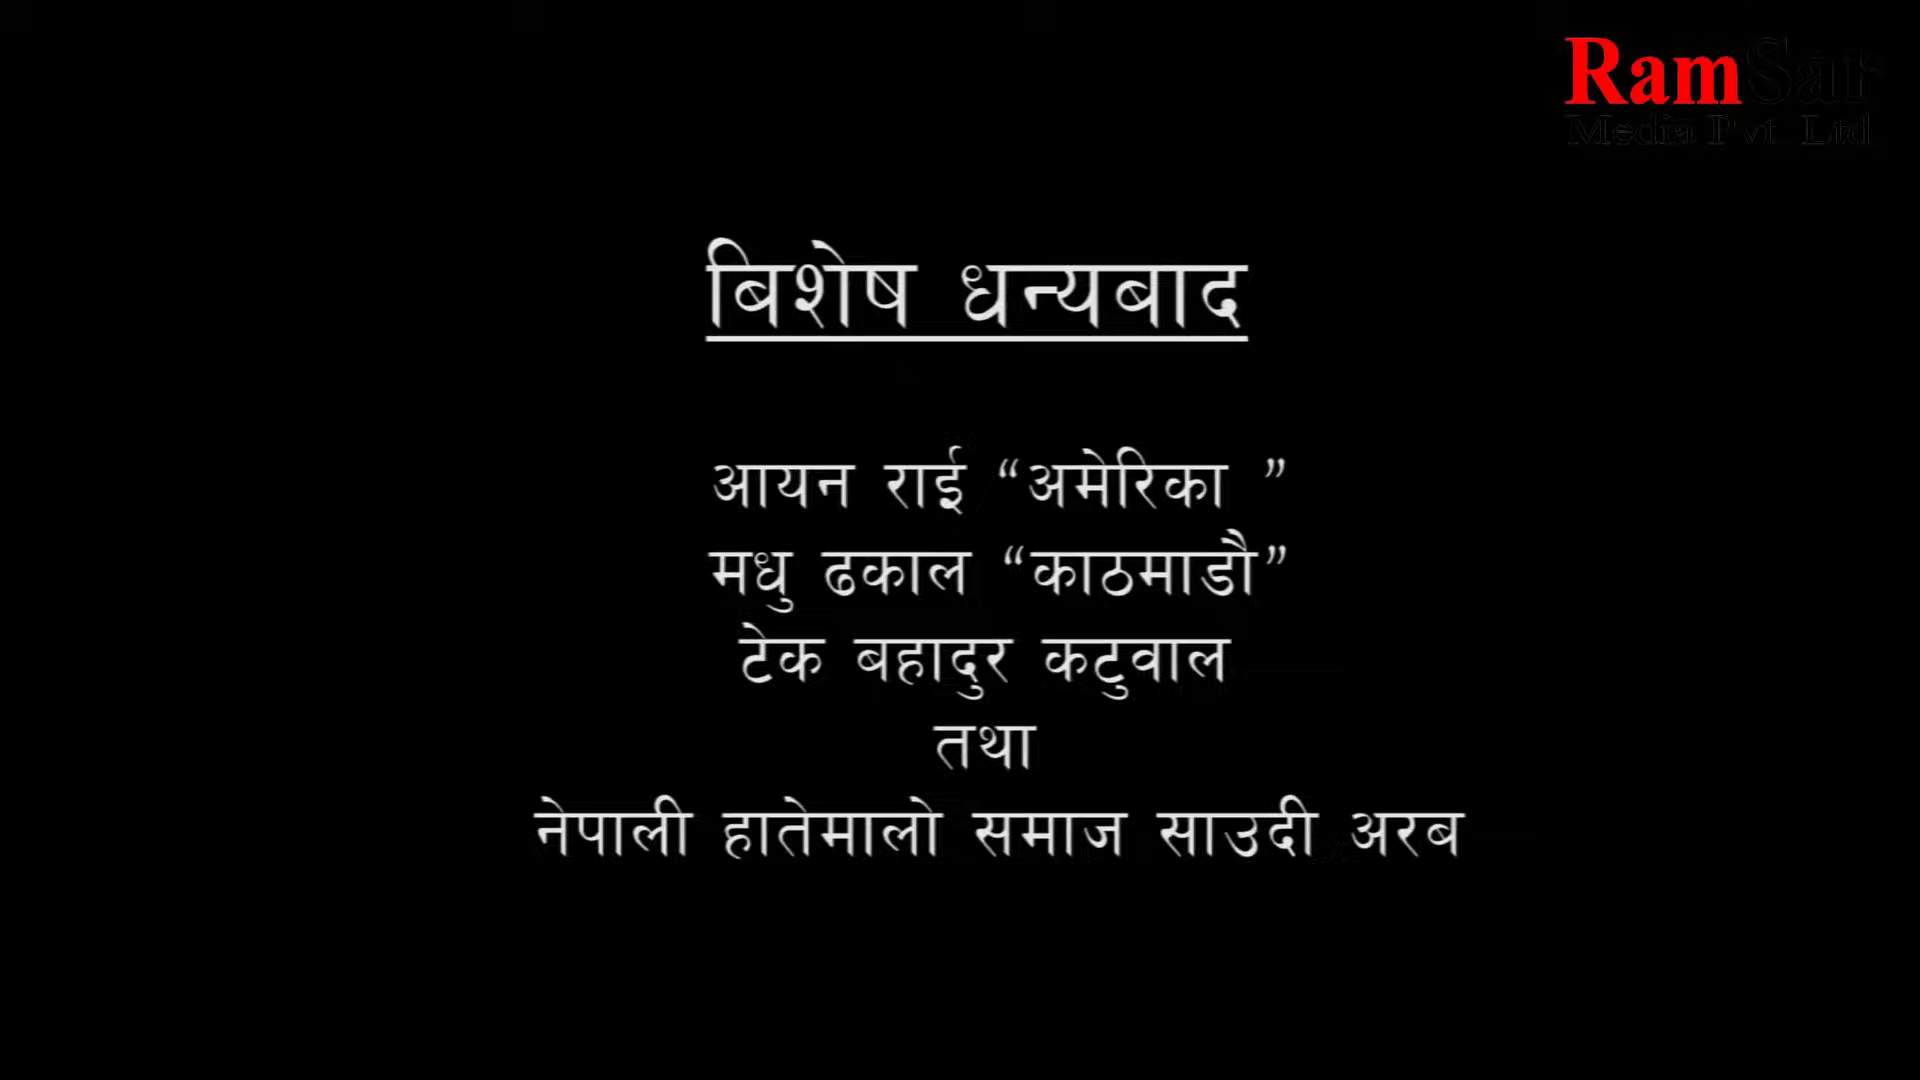 RamSar
Media Pvt. Ltd
बिशेष धन्यबाद
आयन राई “अमेरिका ”
मधु ढकाल “काठमाडौ”
टेक बहादुर कटुवाल
तथा
नेपाली हातेमालो समाज साउदी अरब